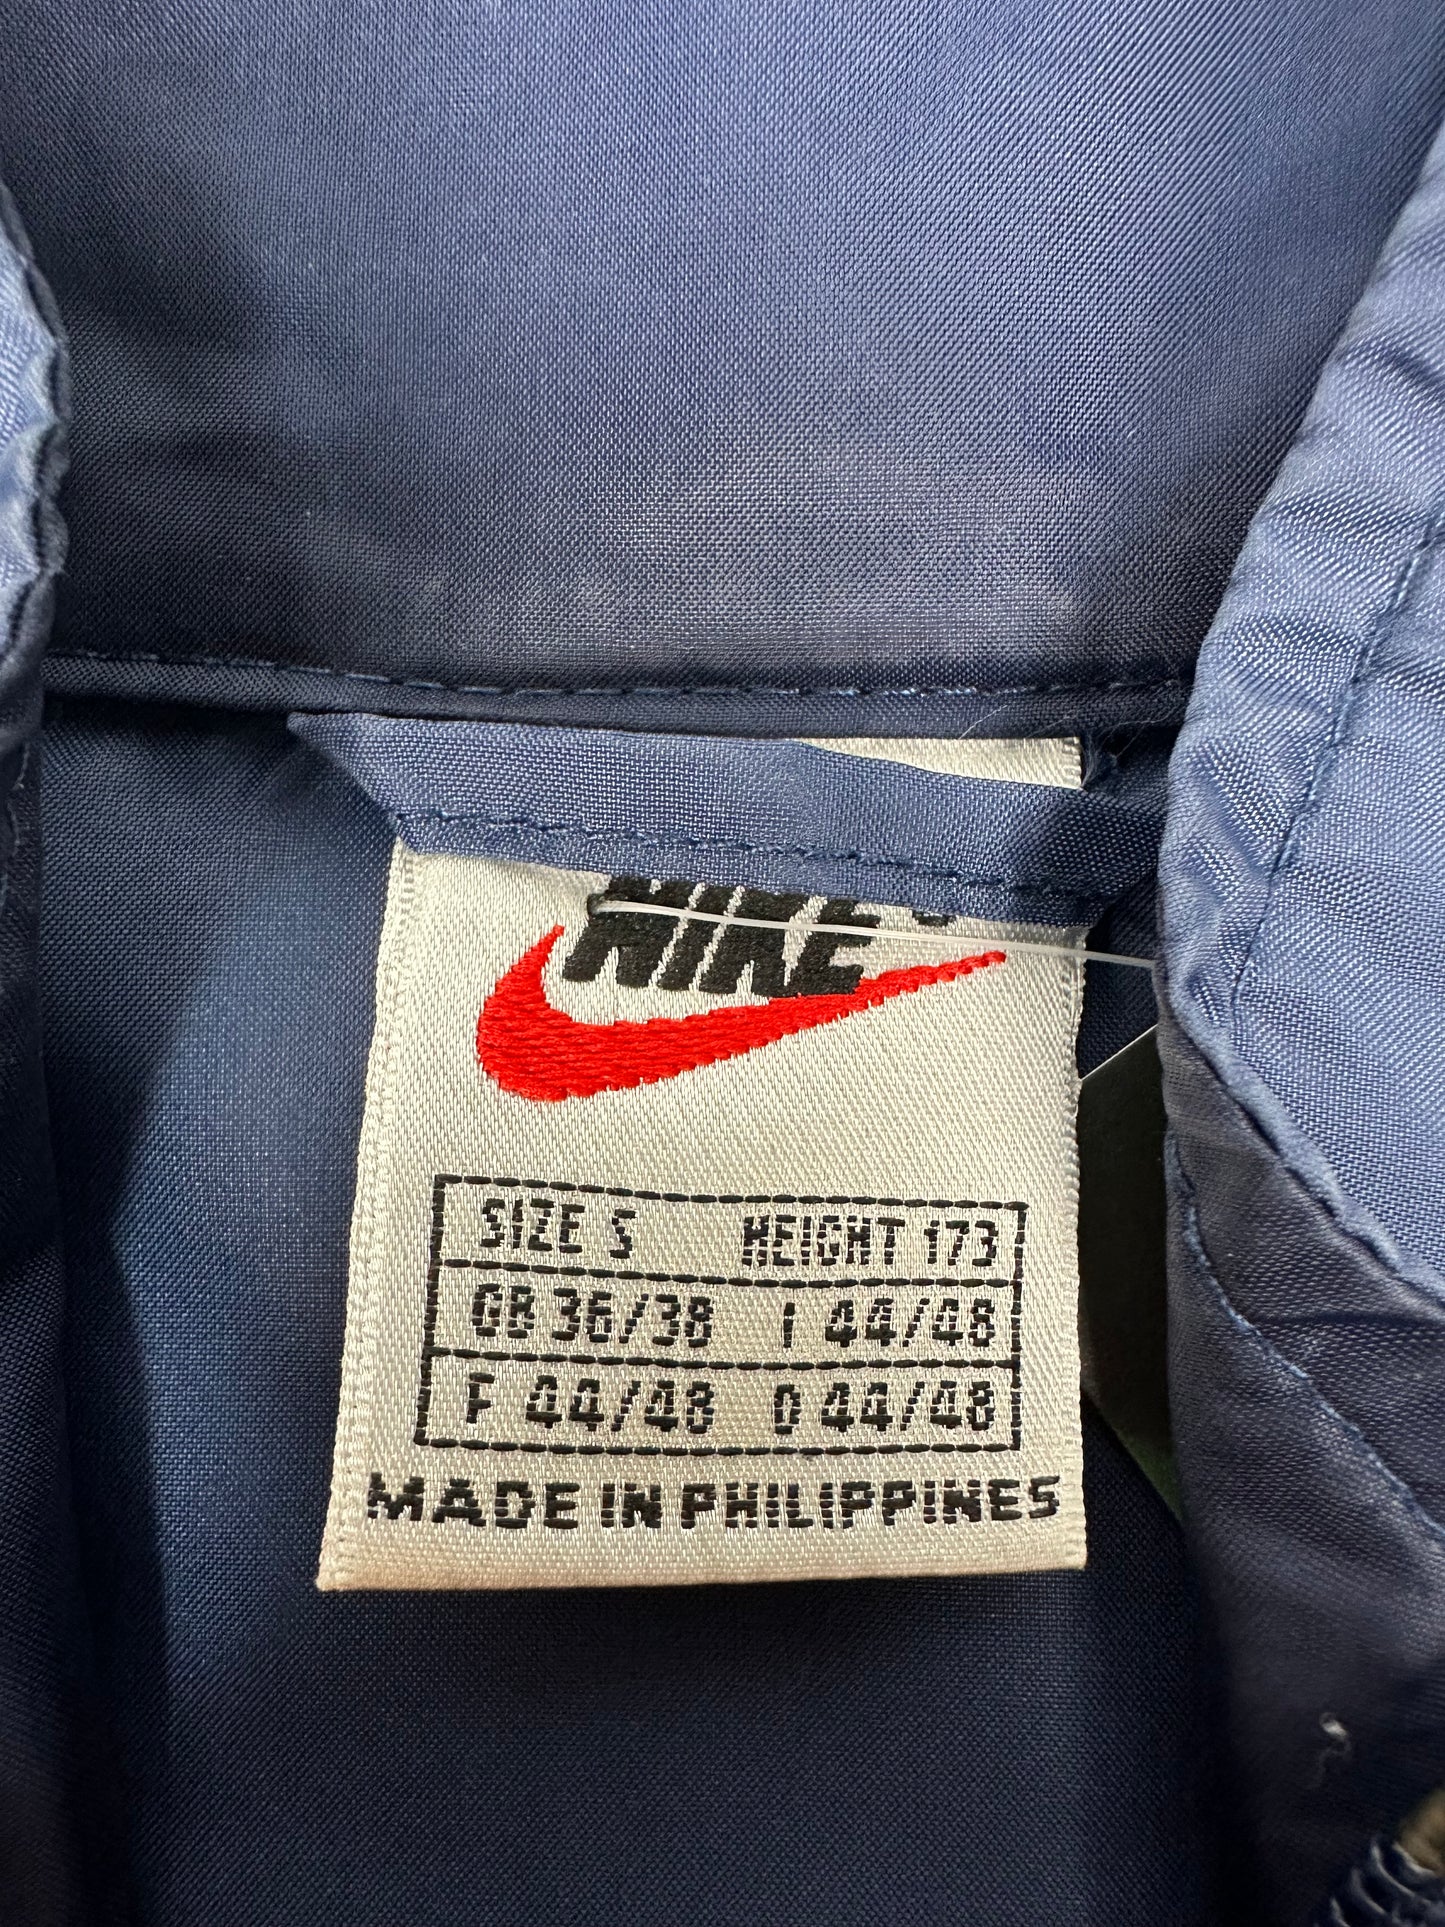 NIKE
SIZE S HEIGHT 173
GB 36/38 I 44/48
F 44/48 D 44/48
MADE IN PHILIPPINES